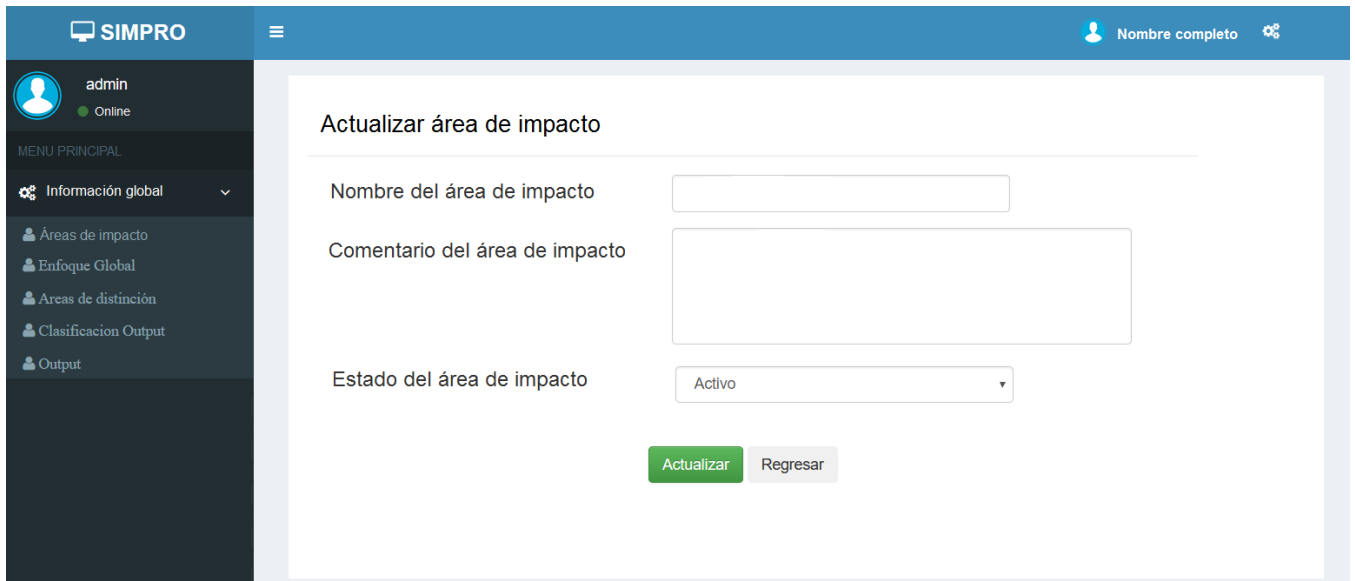 SIMPRO
Nombre completo
admin
Online
MENU PRINCIPAL
Información global
Áreas de impacto
Enfoque Global
Areas de distinción
Clasificacion Output
Output
Actualizar área de impacto
Nombre del área de impacto
Comentario del área de impacto
Estado del área de impacto
Activo
Actualizar Regresar